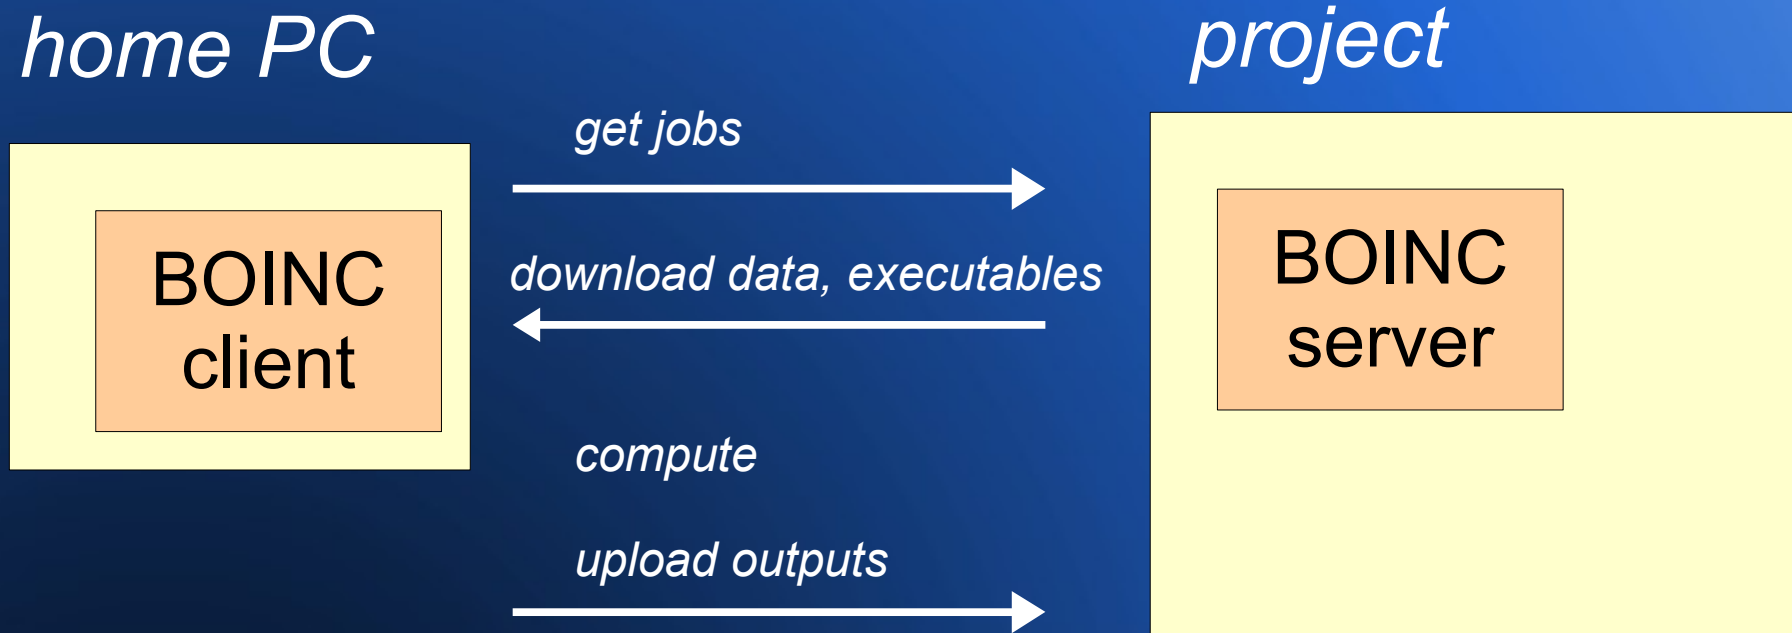 home PC
project
get jobs
BOINC
client
download data, executables
BOINC
server
compute
upload outputs